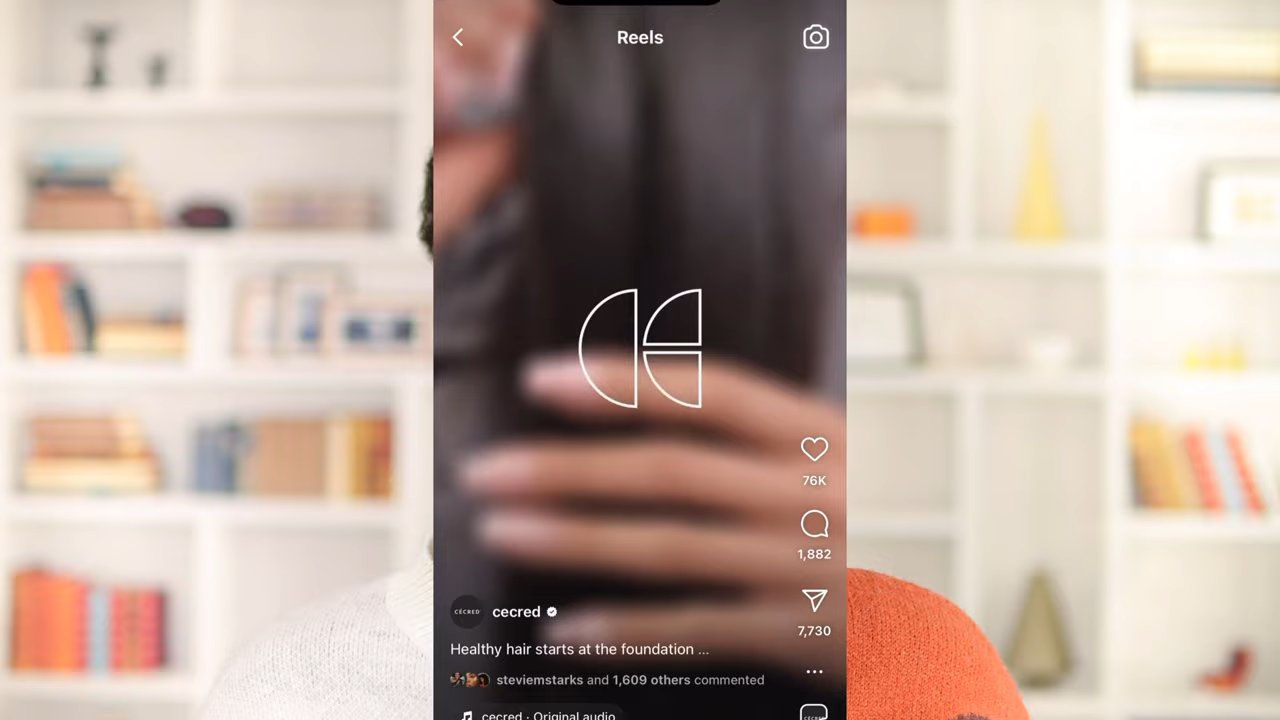 Reels
76K
1,882
7,730
CÉCRED
cecred
Healthy hair starts at the foundation ...
steviemstarks and 1,609 others commented
cecred · Original audio
CÉCRED